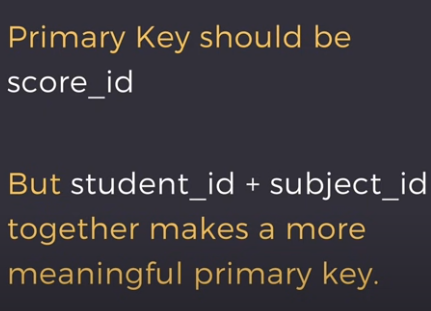 Primary Key should be
score_id
But student_id + subject_id
together makes a more
meaningful primary key.